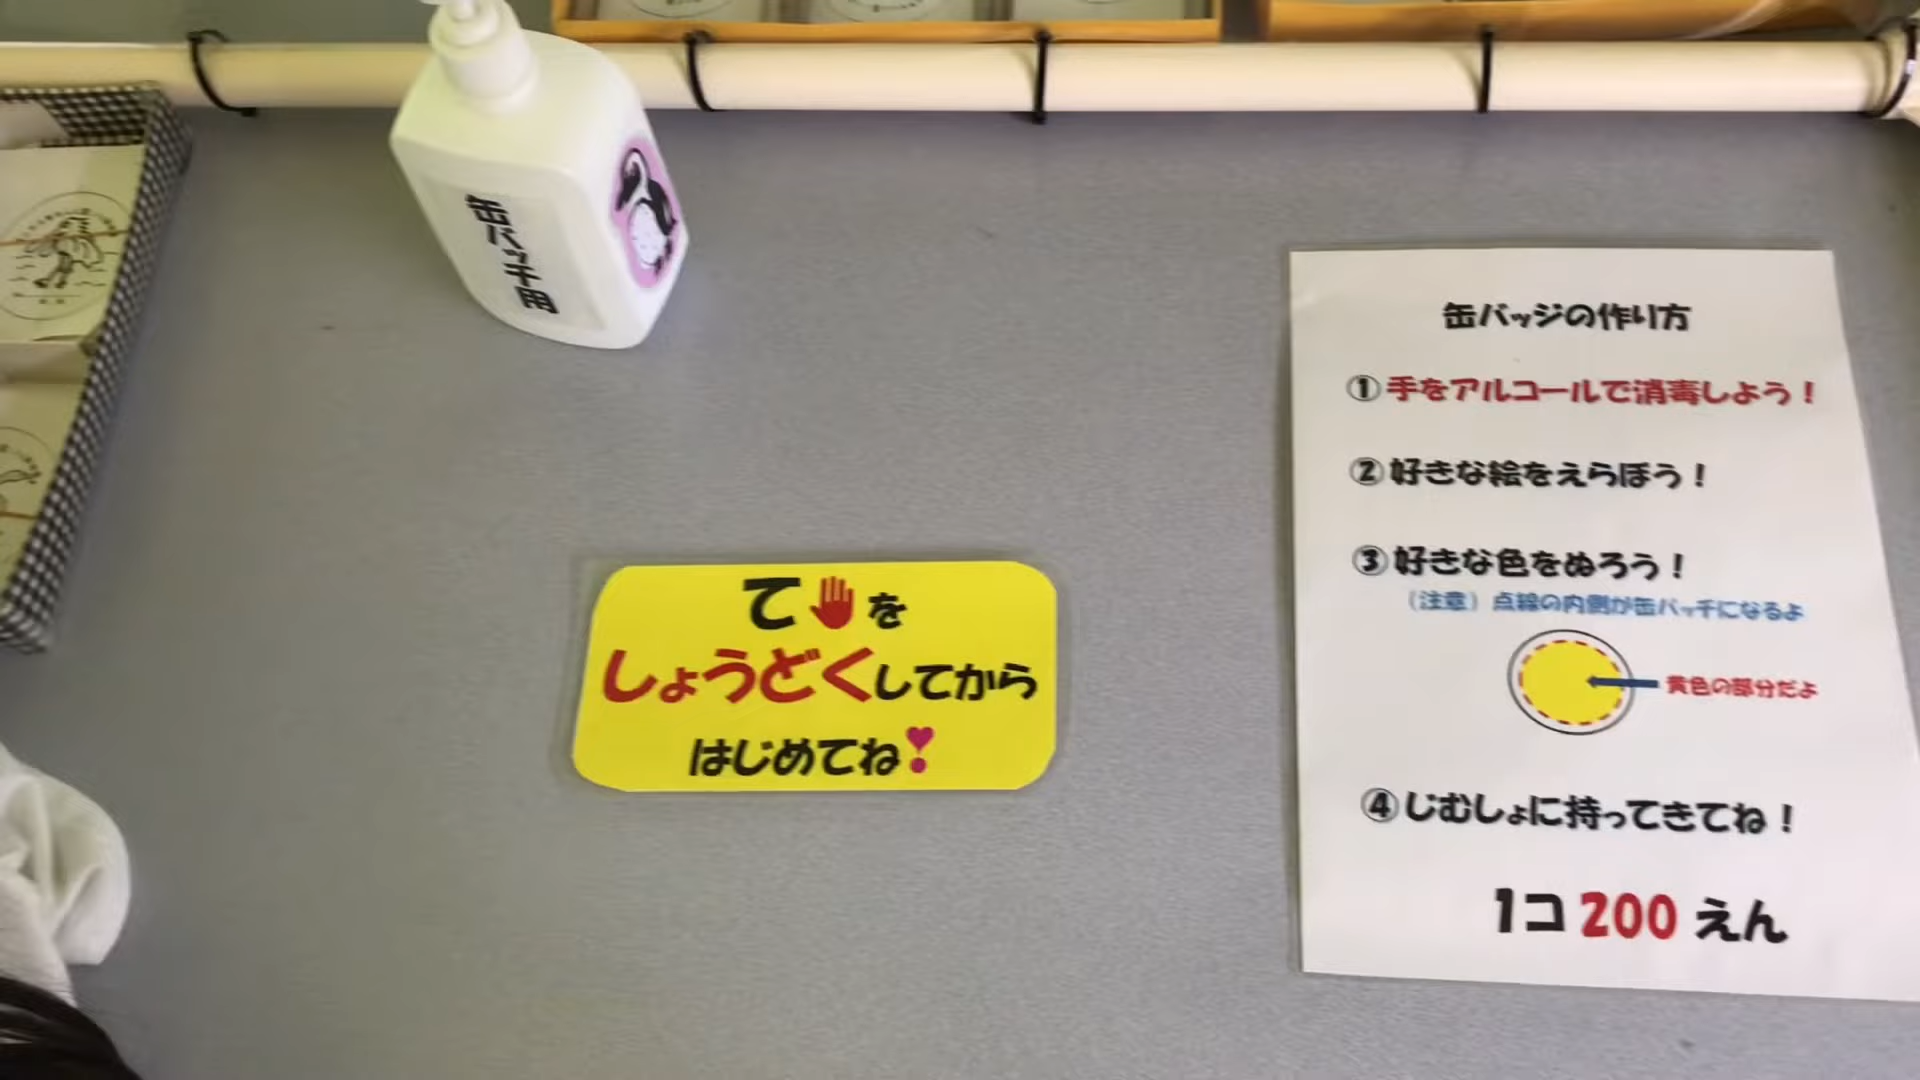 缶バッチ用
て を
しょうどくしてから
はじめてね
缶バッジの作り方
①手をアルコールで消毒しよう！
②好きな絵をえらぼう！
③好きな色をぬろう！
（注意）点線の内側が缶バッチになるよ
黄色の部分だよ
④じむしょに持ってきてね！
1コ200えん